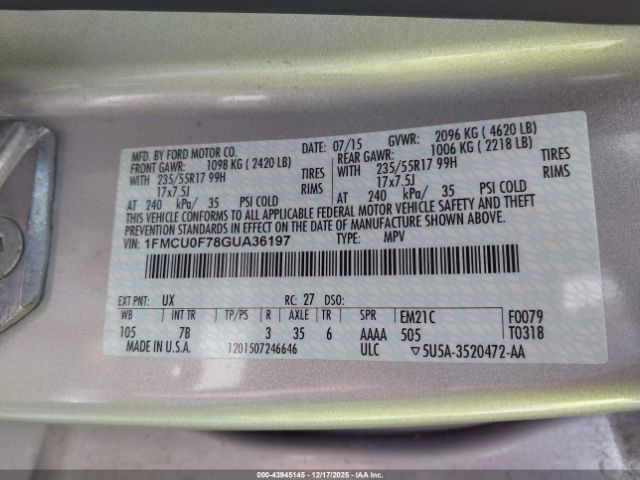 MFD. BY FORD MOTOR CO. DATE: 07/15 GVWR: 2096 KG ( 4620 LB)
FRONT GAWR: 1098 KG ( 2420 LB) REAR GAWR: 1006 KG ( 2218 LB)
WITH 235/55R17 99H TIRES WITH 235/55R17 99H TIRES
17x7.5J RIMS 17x7.5J RIMS
AT 240 kPa/ 35 PSI COLD AT 240 kPa/ 35 PSI COLD
THIS VEHICLE CONFORMS TO ALL APPLICABLE FEDERAL MOTOR VEHICLE SAFETY AND THEFT
PREVENTION STANDARDS IN EFFECT ON THE DATE OF MANUFACTURE SHOWN ABOVE.
VIN: 1FMCU0F78GUA36197 TYPE: MPV
EXT PNT: UX RC: 27 DSO:
WB INT TR TP/PS R AXLE TR SPR EM21C F0079
105 7B 3 35 6 AAAA 505 T0318
MADE IN U.S.A. 1201507246646 ULC ▽5U5A-3520472-AA
000-43945145 - 12/17/2025 - IAAI.COM